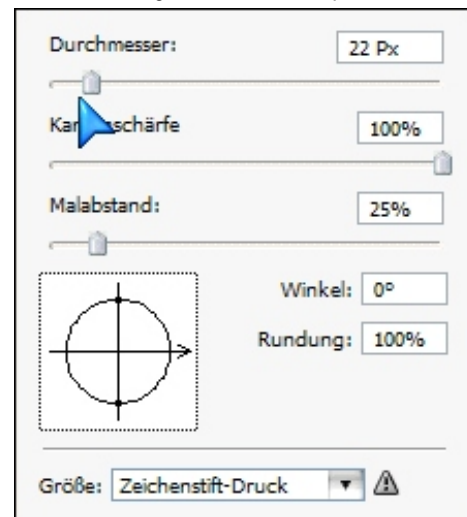 Durchmesser: 22 Px
100%
Malabstand: 25%
Winkel: 0°
Rundung: 100%
Größe: Zeichenstift-Druck